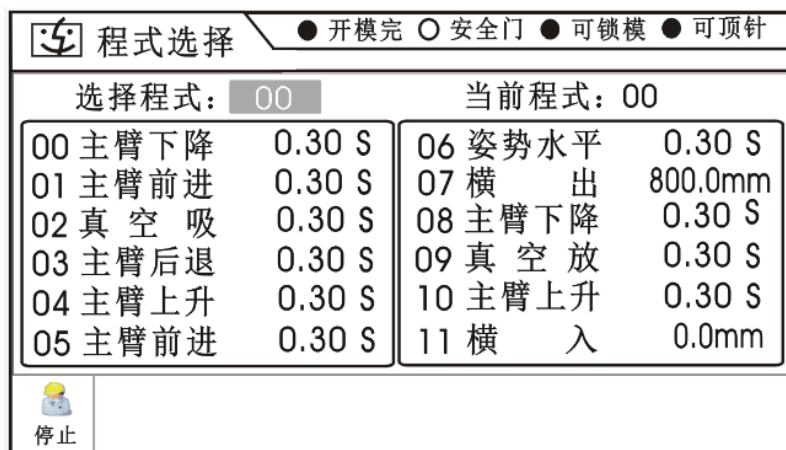 程式选择 ● 开模完 ○ 安全门 ● 可锁模 ● 可顶针
选择程式: 00 当前程式: 00
00 主臂下降 0.30 S
01 主臂前进 0.30 S
02 真空吸 0.30 S
03 主臂后退 0.30 S
04 主臂上升 0.30 S
05 主臂前进 0.30 S
06 姿势水平 0.30 S
07 横出 800.0mm
08 主臂下降 0.30 S
09 真空放 0.30 S
10 主臂上升 0.30 S
11 横入 0.0mm
停止